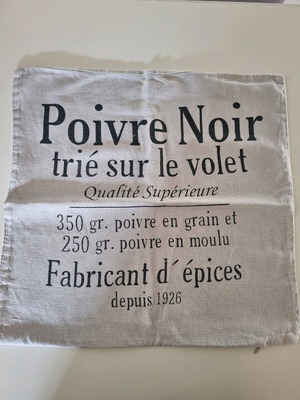 Poivre Noir
trié sur le volet
Qualité Supérieure
350 gr. poivre en grain et
250 gr. poivre en moulu
Fabricant d´épices
depuis 1926